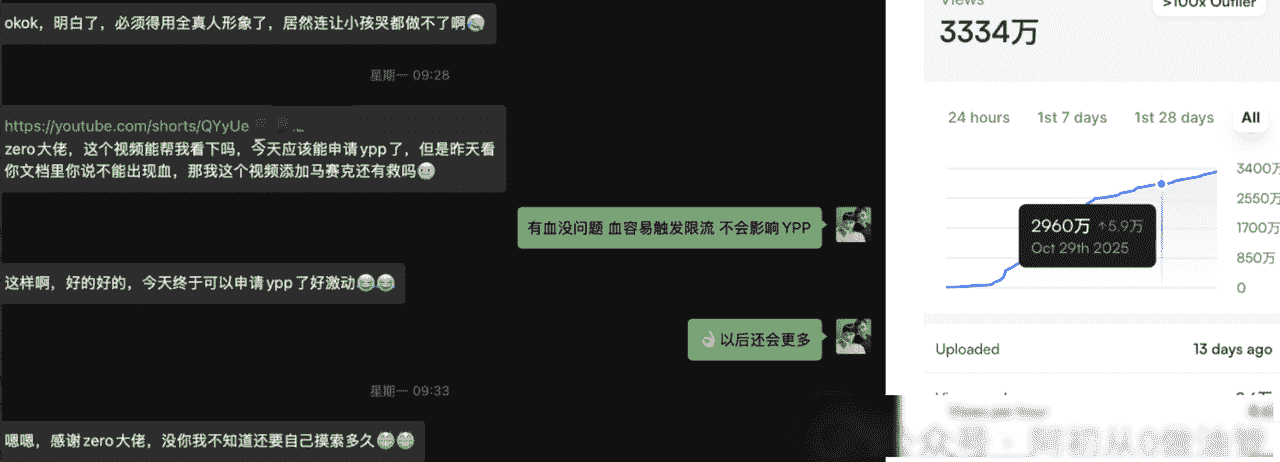 okok，明白了，必须得用全真人形象了，居然连让小孩哭都做不了啊
星期一 09:28
https://youtube.com/shorts/QYyUe
zero大佬，这个视频能帮我看下吗，今天应该能申请ypp了，但是昨天看
你文档里你说不能出现血，那我这个视频添加马赛克还有救吗
有血没问题 血容易触发限流 不会影响YPP
这样啊，好的好的，今天终于可以申请ypp了好激动
👌以后还会更多
星期一 09:33
嗯嗯，感谢zero大佬，没你我不知道还要自己摸索多久
Views
>100x Outlier
3334万
24 hours
1st 7 days
1st 28 days
All
3400万
2550万
1700万
850万
0
2960万 ↑5.9万
Oct 29th 2025
Uploaded
13 days ago